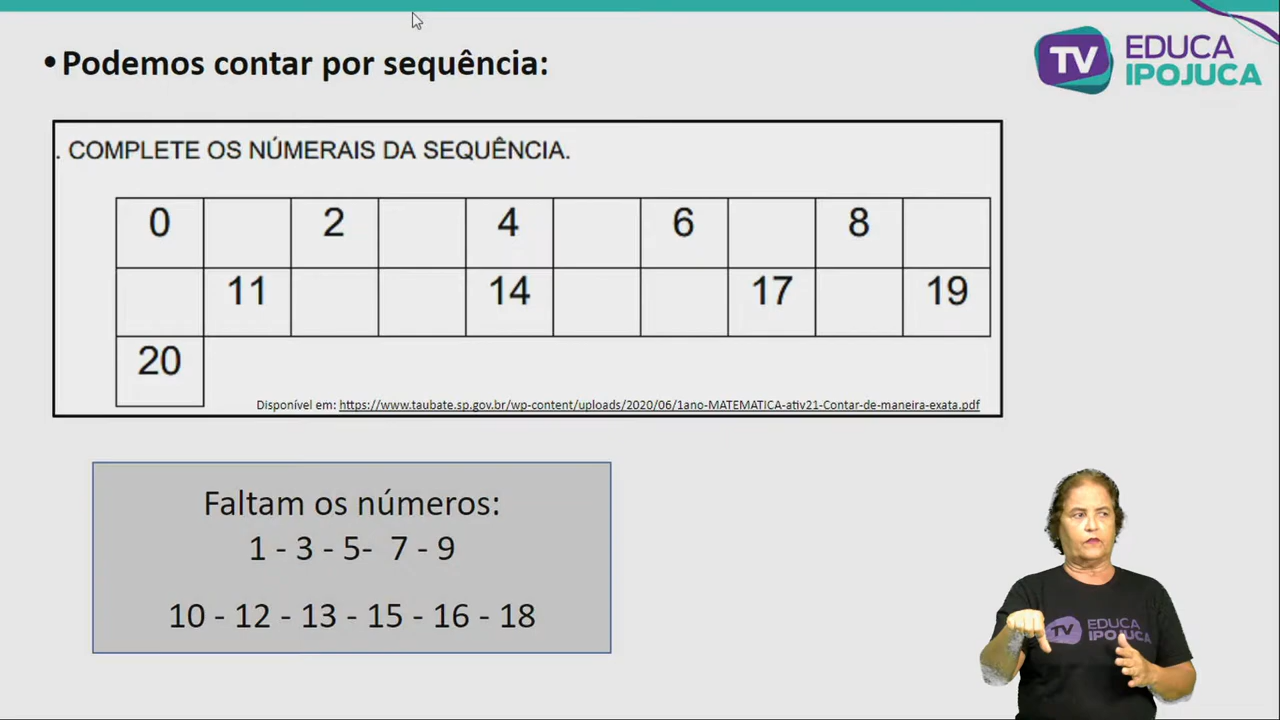 • Podemos contar por sequência:
TV EDUCA
IPOJUCA
. COMPLETE OS NÚMERAIS DA SEQUÊNCIA.
0 2 4 6 8
11 14 17 19
20
Disponível em: https://www.taubate.sp.gov.br/wp-content/uploads/2020/06/1ano-MATEMATICA-ativ21-Contar-de-maneira-exata.pdf
Faltam os números:
1 - 3 - 5-  7 - 9
10 - 12 - 13 - 15 - 16 - 18
TV EDUCA
IPOJUCA